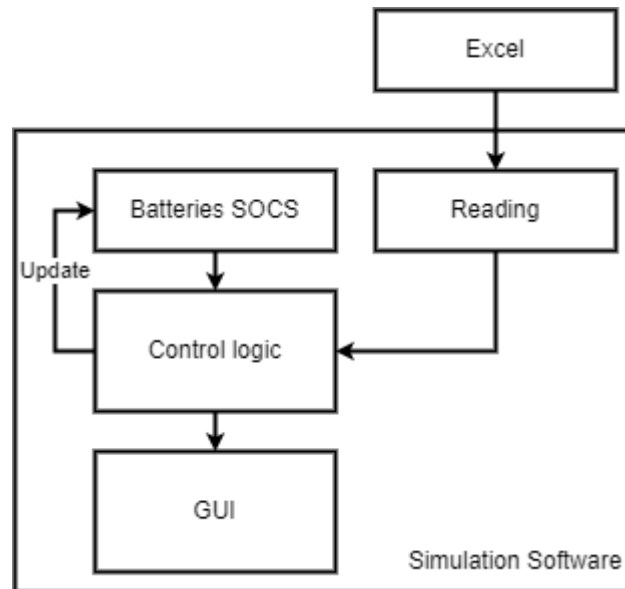 Excel
Batteries SOCS
Reading
Update
Control logic
GUI
Simulation Software